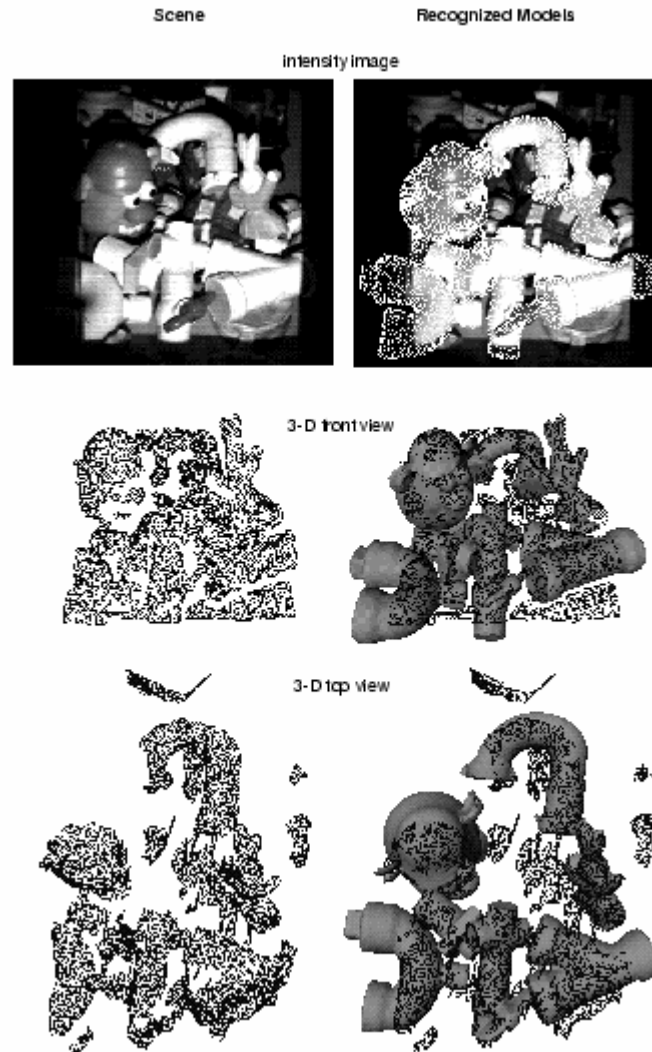 Scene
Recognized Models
intensity image
3-D front view
3-D top view